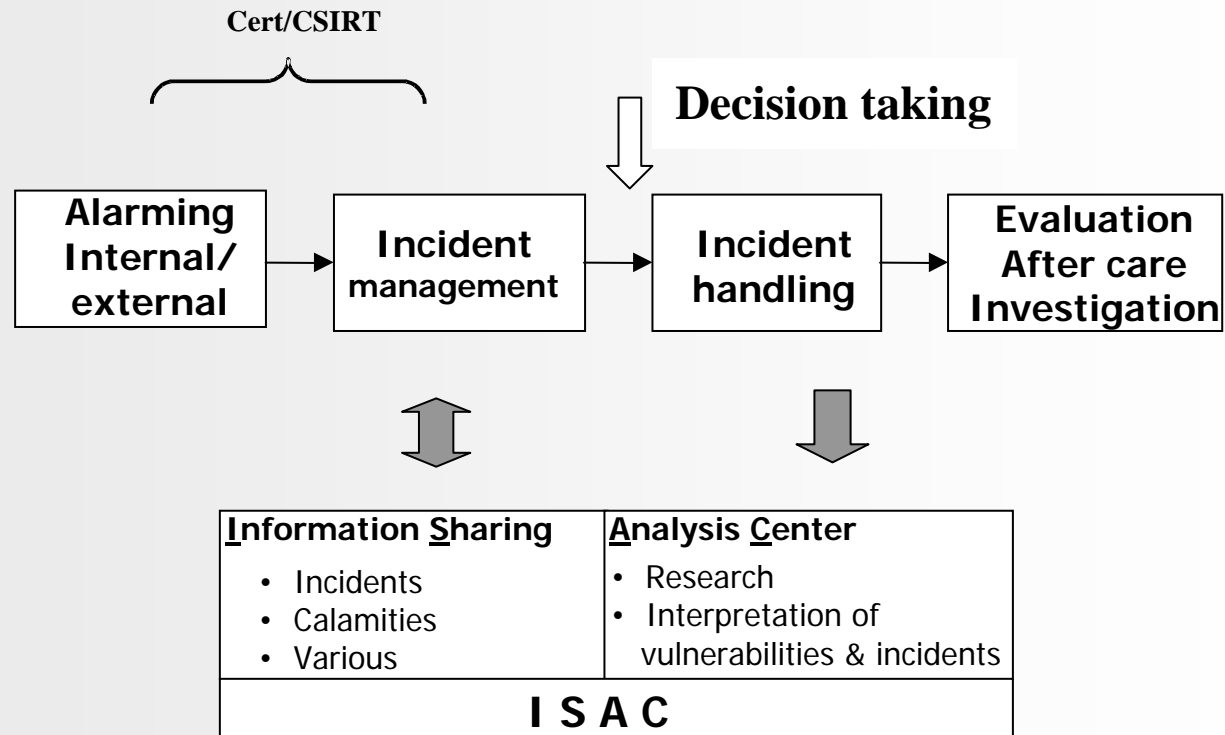 Cert/CSIRT
Decision taking
Alarming
Internal/
external
Incident
management
Incident
handling
Evaluation
After care
Investigation
Information Sharing
• Incidents
• Calamities
• Various
Analysis Center
• Research
• Interpretation of
vulnerabilities & incidents
I S A C